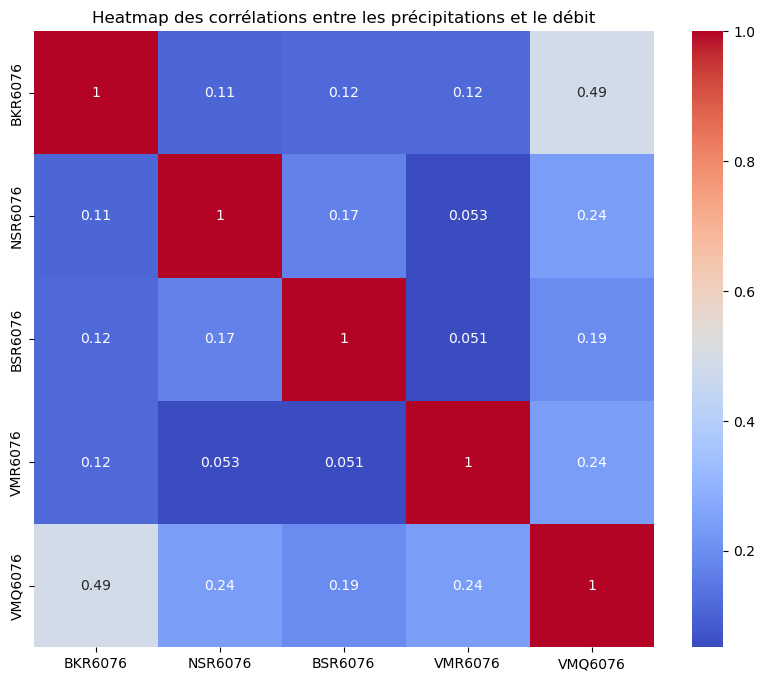 Heatmap des corrélations entre les précipitations et le débit
BKR6076 1 0.11 0.12 0.12 0.49
NSR6076 0.11 1 0.17 0.053 0.24
BSR6076 0.12 0.17 1 0.051 0.19
VMR6076 0.12 0.053 0.051 1 0.24
VMQ6076 0.49 0.24 0.19 0.24 1
BKR6076 NSR6076 BSR6076 VMR6076 VMQ6076
1.0
0.8
0.6
0.4
0.2